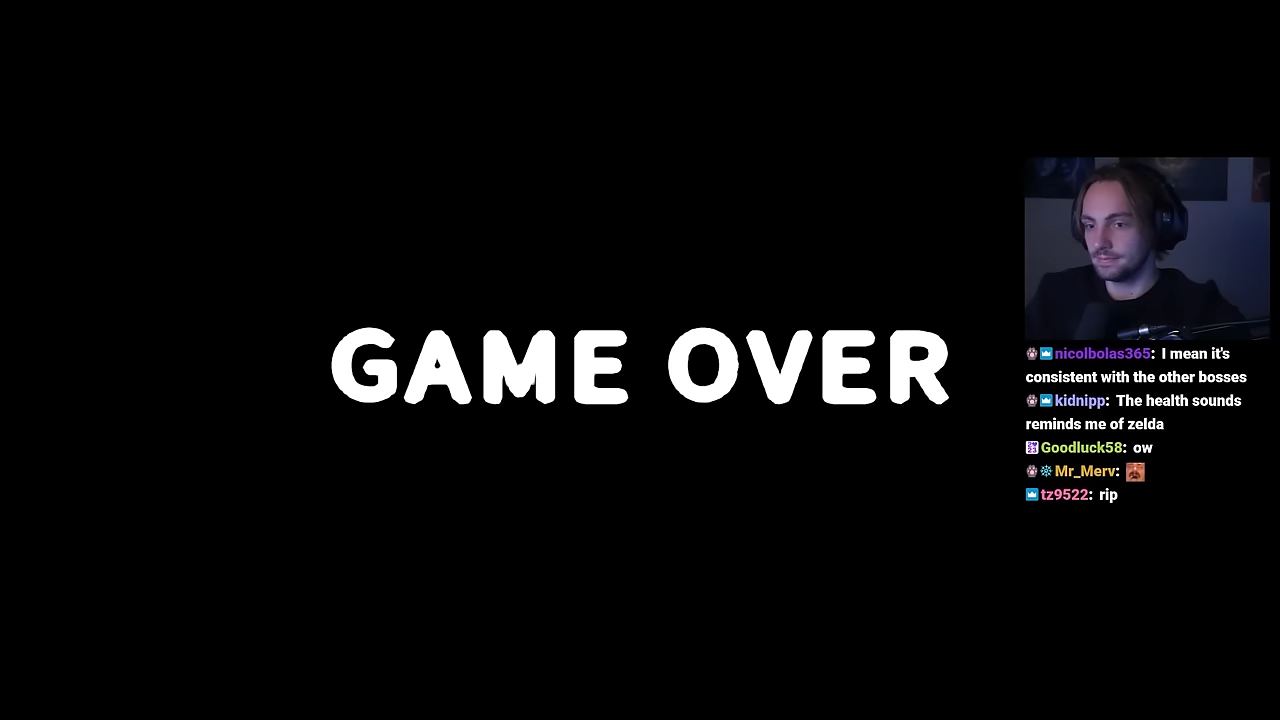 GAME OVER
nicolbolas365: I mean it's
consistent with the other bosses
kidnipp: The health sounds
reminds me of zelda
Goodluck58: ow
Mr_Merv:
tz9522: rip